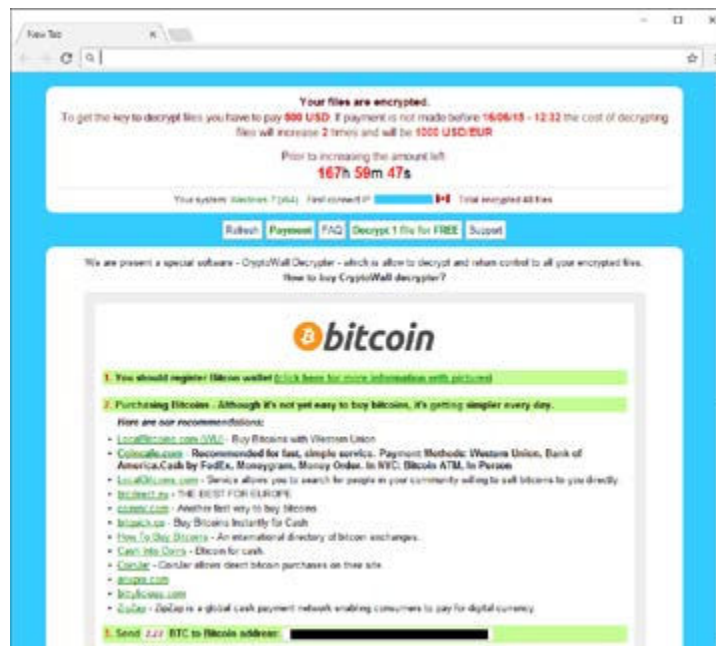 New Tab
Your files are encrypted.
To get the key to decrypt files you have to pay 500 USD. If payment is not made before 16/06/15 - 12:32 the cost of decrypting
files will increase 2 times and will be 1000 USD/EUR
Prior to increasing the amount left
167h 59m 47s
Your system: Windows 7 (x64) First connect IP: Total encrypted 48 files
Refresh Payment FAQ Decrypt 1 file for FREE Support
We are present a special software - CryptoWall Decrypter - which is allow to decrypt and return control to all your encrypted files.
How to buy CryptoWall decrypter?
bitcoin
1. You should register Bitcoin wallet (click here for more information with pictures)
2. Purchasing Bitcoins - Although it's not yet easy to buy bitcoins, it's getting simpler every day.
Here are our recommendations:
• LocalBitcoins.com (WU) - Buy Bitcoins with Western Union
• Coincafe.com - Recommended for fast, simple service. Payment Methods: Western Union, Bank of
America, Cash by FedEx, Moneygram, Money Order. In NYC: Bitcoin ATM, In Person
• LocalBitcoins.com - Service allows you to search for people in your community willing to sell bitcoins to you directly.
• btcdirect.eu - THE BEST FOR EUROPE
• - Another fast way to buy bitcoins
• bitquick.co - Buy Bitcoins Instantly for Cash
• How To Buy Bitcoins - An international directory of bitcoin exchanges.
• Cash Into Coins - Bitcoin for cash.
• CoinJar - CoinJar allows direct bitcoin purchases on their site
• anxpro.com
• bittylicious.com
• ZipZap - ZipZap is a global cash payment network enabling consumers to pay for digital currency.
3. Send BTC to Bitcoin address: